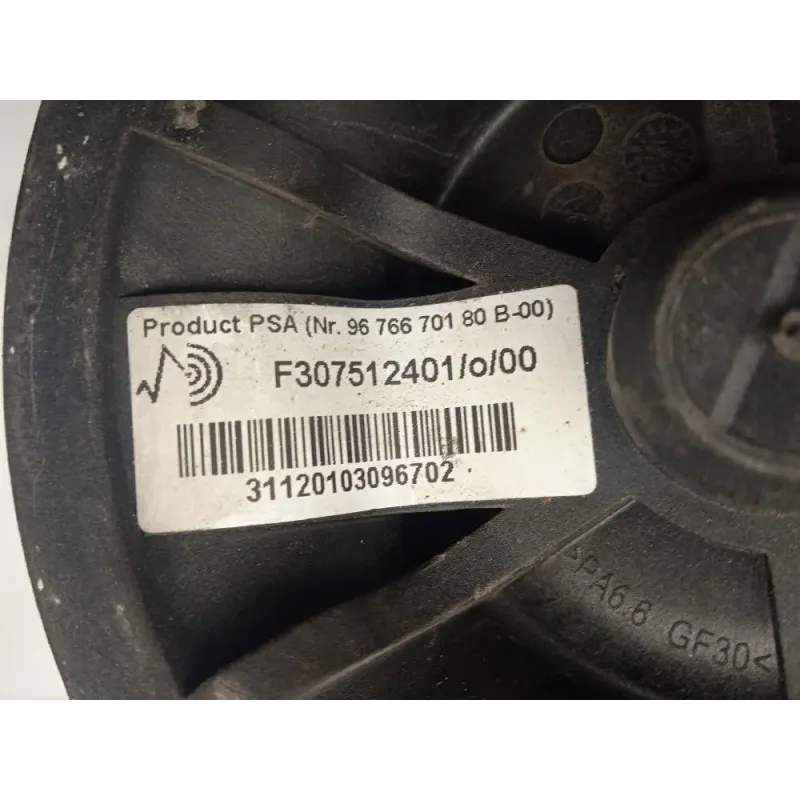 Product PSA (Nr. 96 766 701 80 B-00)
F307512401/o/00
31120103096702
>PA6.6 GF30<